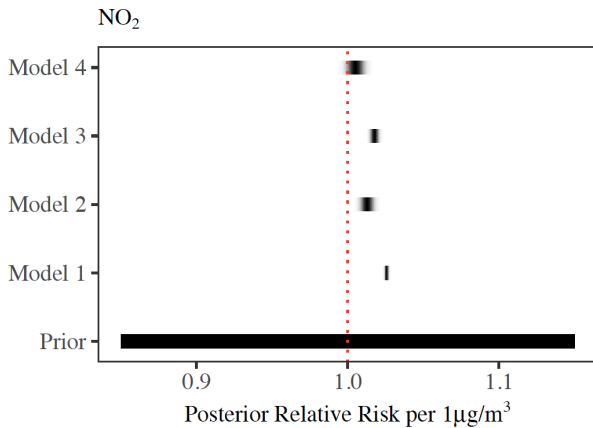 NO₂
Model 4
Model 3
Model 2
Model 1
Prior
0.9 1.0 1.1
Posterior Relative Risk per 1μg/m³